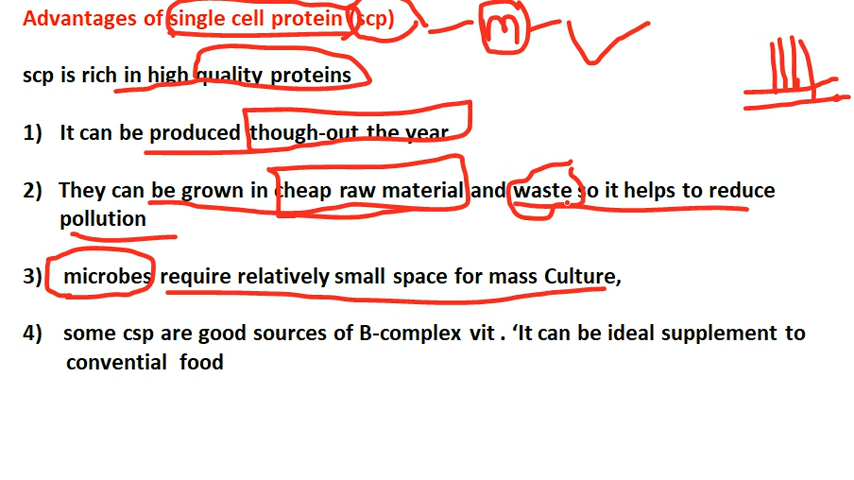 Advantages of single cell protein (scp) m
scp is rich in high quality proteins
1) It can be produced though-out the year
2) They can be grown in cheap raw material and waste so it helps to reduce
pollution
3) microbes require relatively small space for mass Culture,
4) some csp are good sources of B-complex vit . ‘It can be ideal supplement to
convential food